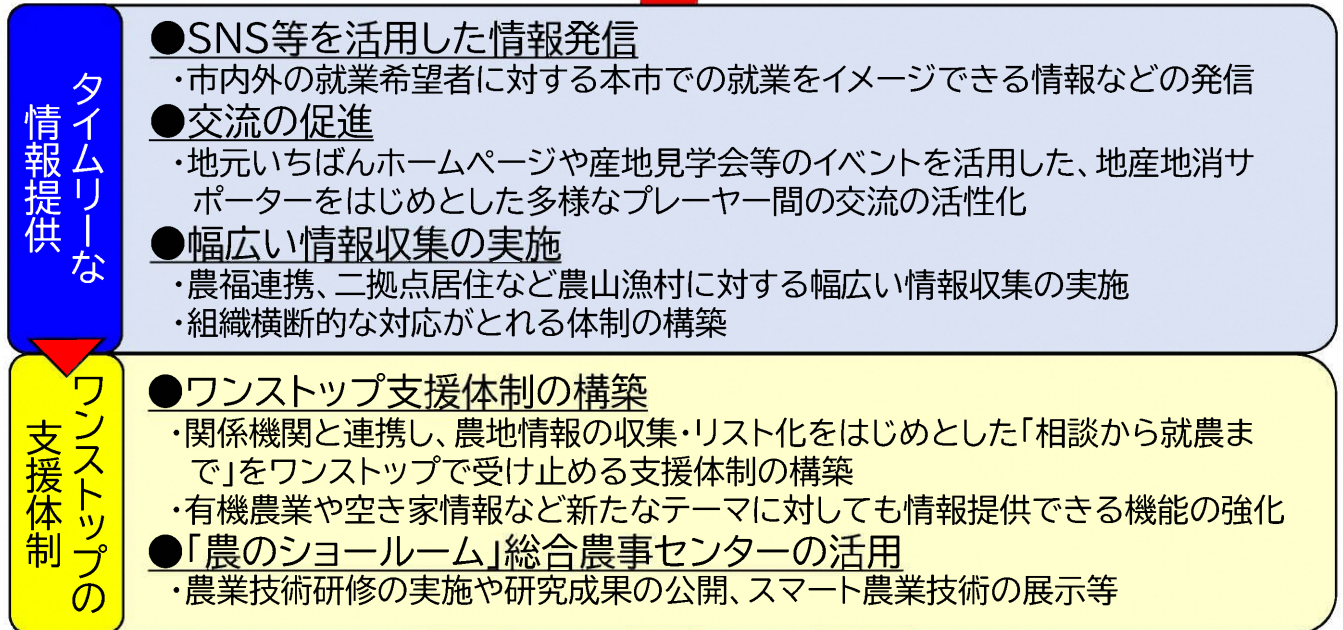 タイムリーな
情報提供
●SNS等を活用した情報発信
・市内外の就業希望者に対する本市での就業をイメージできる情報などの発信
●交流の促進
・地元いちばんホームページや産地見学会等のイベントを活用した、地産地消サ
ポーターをはじめとした多様なプレーヤー間の交流の活性化
●幅広い情報収集の実施
・農福連携、二拠点居住など農山漁村に対する幅広い情報収集の実施
・組織横断的な対応がとれる体制の構築
ワンストップの
支援体制
●ワンストップ支援体制の構築
・関係機関と連携し、農地情報の収集・リスト化をはじめとした「相談から就農ま
で」をワンストップで受け止める支援体制の構築
・有機農業や空き家情報など新たなテーマに対しても情報提供できる機能の強化
●「農のショールーム」総合農事センターの活用
・農業技術研修の実施や研究成果の公開、スマート農業技術の展示等